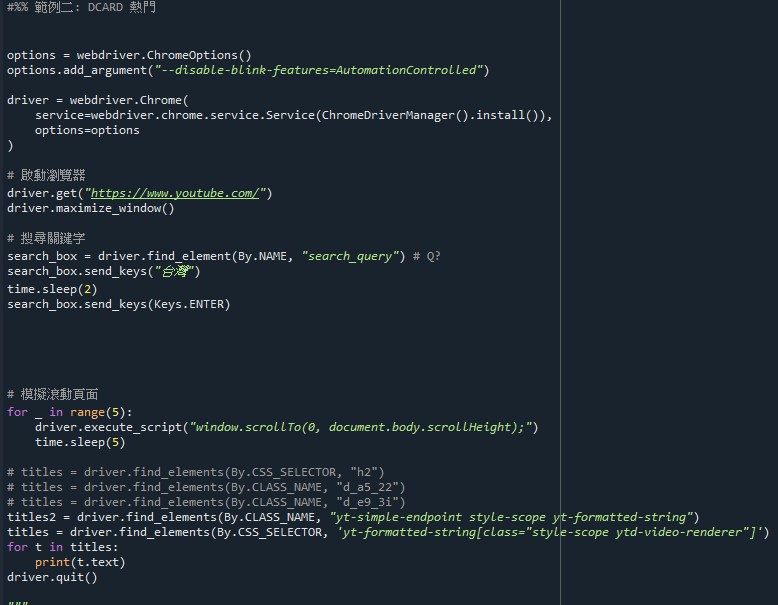 #%% 範例二: DCARD 熱門
options = webdriver.ChromeOptions()
options.add_argument("--disable-blink-features=AutomationControlled")
driver = webdriver.Chrome(
    service=webdriver.chrome.service.Service(ChromeDriverManager().install()),
    options=options
)
# 啟動瀏覽器
driver.get("https://www.youtube.com/")
driver.maximize_window()
# 搜尋關鍵字
search_box = driver.find_element(By.NAME, "search_query") # Q?
search_box.send_keys("台灣")
time.sleep(2)
search_box.send_keys(Keys.ENTER)
# 模擬滾動頁面
for _ in range(5):
    driver.execute_script("window.scrollTo(0, document.body.scrollHeight);")
    time.sleep(5)
# titles = driver.find_elements(By.CSS_SELECTOR, "h2")
# titles = driver.find_elements(By.CLASS_NAME, "d_a5_22")
# titles = driver.find_elements(By.CLASS_NAME, "d_e9_3i")
titles2 = driver.find_elements(By.CLASS_NAME, "yt-simple-endpoint style-scope yt-formatted-string")
titles = driver.find_elements(By.CSS_SELECTOR, 'yt-formatted-string[class="style-scope ytd-video-renderer"]')
for t in titles:
    print(t.text)
driver.quit()
"""